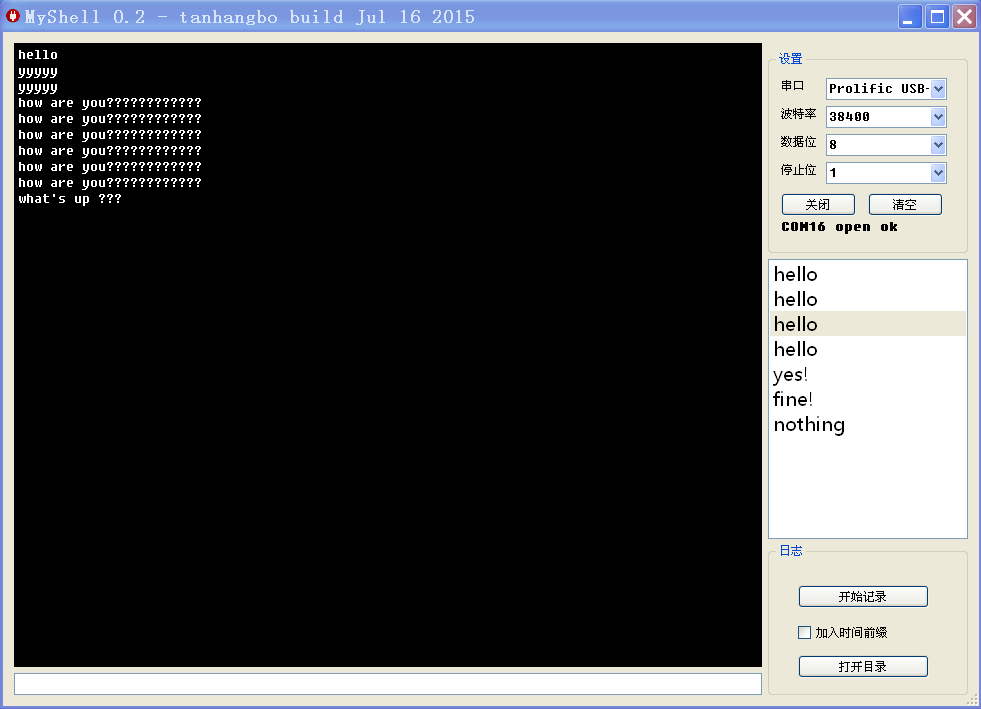 MyShell 0.2 - tanhangbo build Jul 16 2015
hello
yyyyy
yyyyy
how are you????????????
how are you????????????
how are you????????????
how are you????????????
how are you????????????
how are you????????????
what's up ???
设置
串口 Prolific USB-
波特率 38400
数据位 8
停止位 1
关闭 清空
COM16 open ok
hello
hello
hello
hello
yes!
fine!
nothing
日志
开始记录
加入时间前缀
打开目录